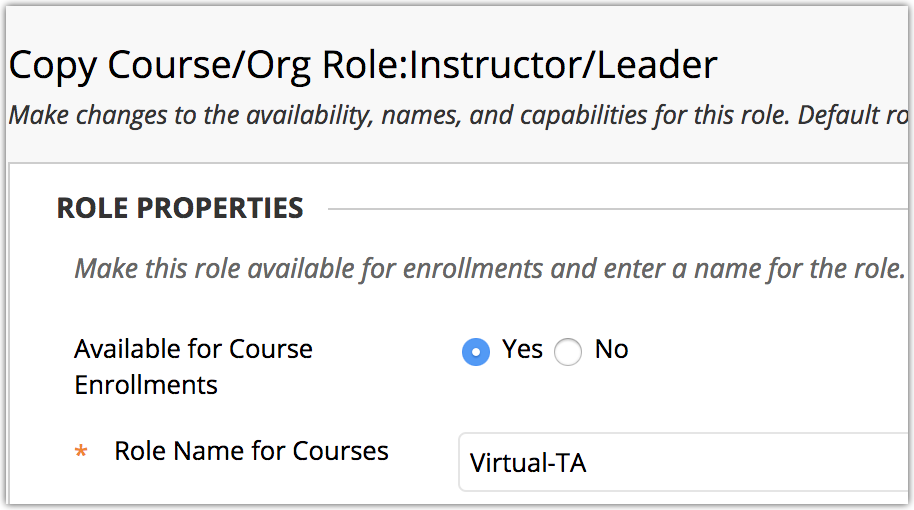 Copy Course/Org Role:Instructor/Leader
Make changes to the availability, names, and capabilities for this role. Default ro
ROLE PROPERTIES
Make this role available for enrollments and enter a name for the role.
Available for Course
Enrollments
Yes No
* Role Name for Courses
Virtual-TA